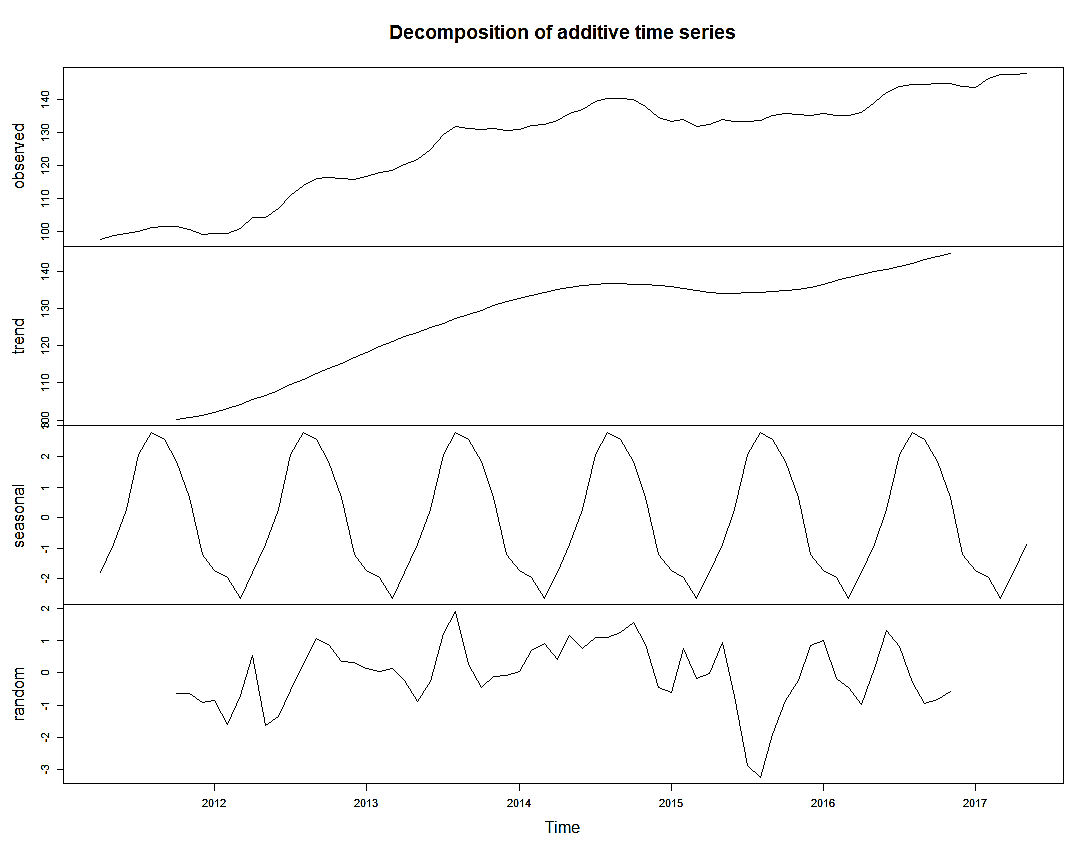 Decomposition of additive time series
observed
100 110 120 130 140
trend
100 110 120 130 140
seasonal
-2 -1 0 1 2
random
-3 -2 -1 0 1 2
2012 2013 2014 2015 2016 2017
Time